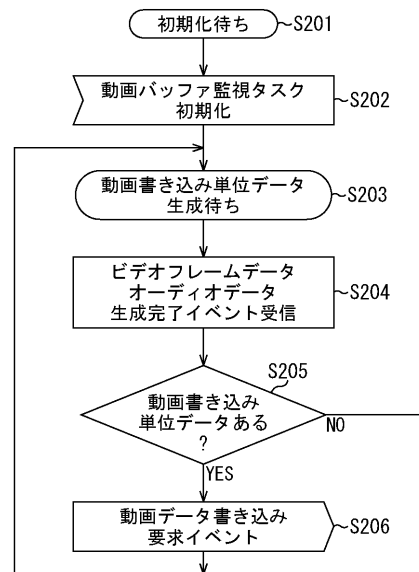 初期化待ち
S201
動画バッファ監視タスク
初期化
S202
動画書き込み単位データ
生成待ち
S203
ビデオフレームデータ
オーディオデータ
生成完了イベント受信
S204
S205
動画書き込み
単位データある
?
NO
YES
動画データ書き込み
要求イベント
S206